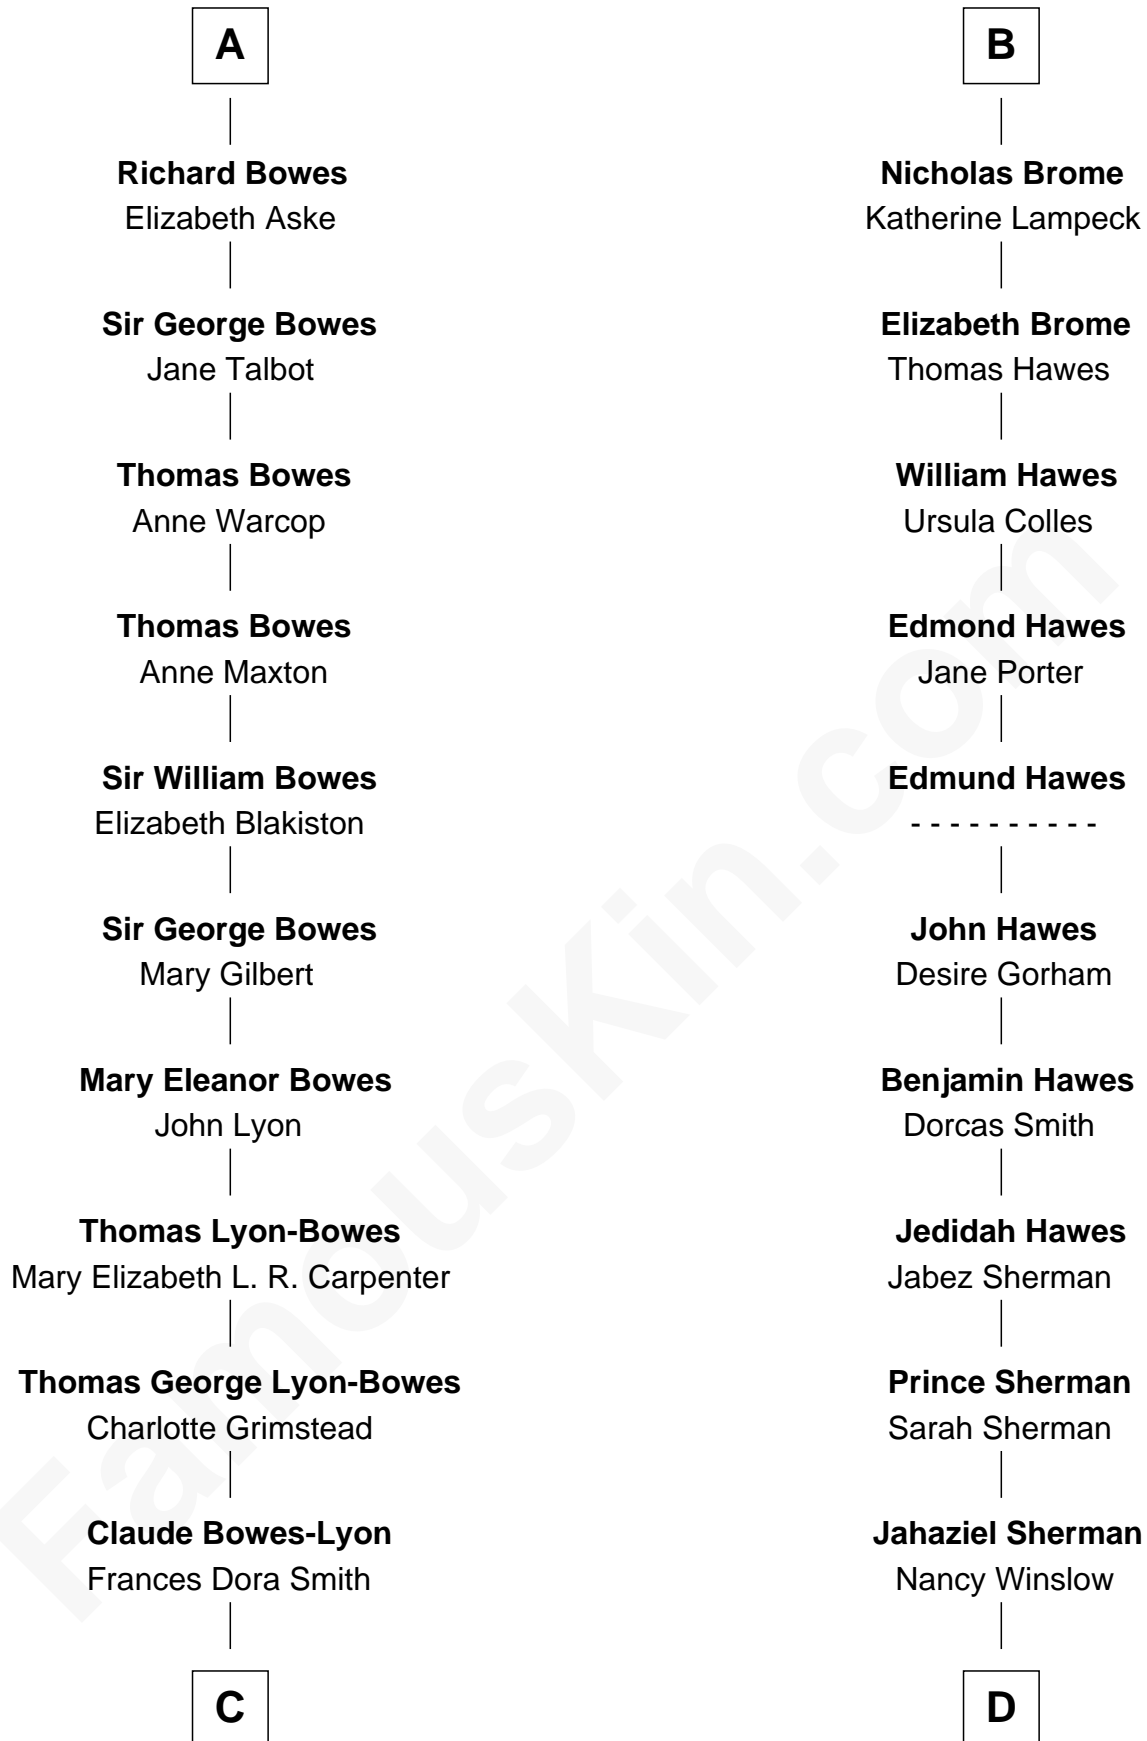 A
Richard Bowes
Elizabeth Aske
Sir George Bowes
Jane Talbot
Thomas Bowes
Anne Warcop
Thomas Bowes
Anne Maxton
Sir William Bowes
Elizabeth Blakiston
Sir George Bowes
Mary Gilbert
Mary Eleanor Bowes
John Lyon
Thomas Lyon-Bowes
Mary Elizabeth L. R. Carpenter
Thomas George Lyon-Bowes
Charlotte Grimstead
Claude Bowes-Lyon
Frances Dora Smith
C
B
Nicholas Brome
Katherine Lampeck
Elizabeth Brome
Thomas Hawes
William Hawes
Ursula Colles
Edmond Hawes
Jane Porter
Edmund Hawes
- - - - - - - - - -
John Hawes
Desire Gorham
Benjamin Hawes
Dorcas Smith
Jedidah Hawes
Jabez Sherman
Prince Sherman
Sarah Sherman
Jahaziel Sherman
Nancy Winslow
D
FamousKin.com